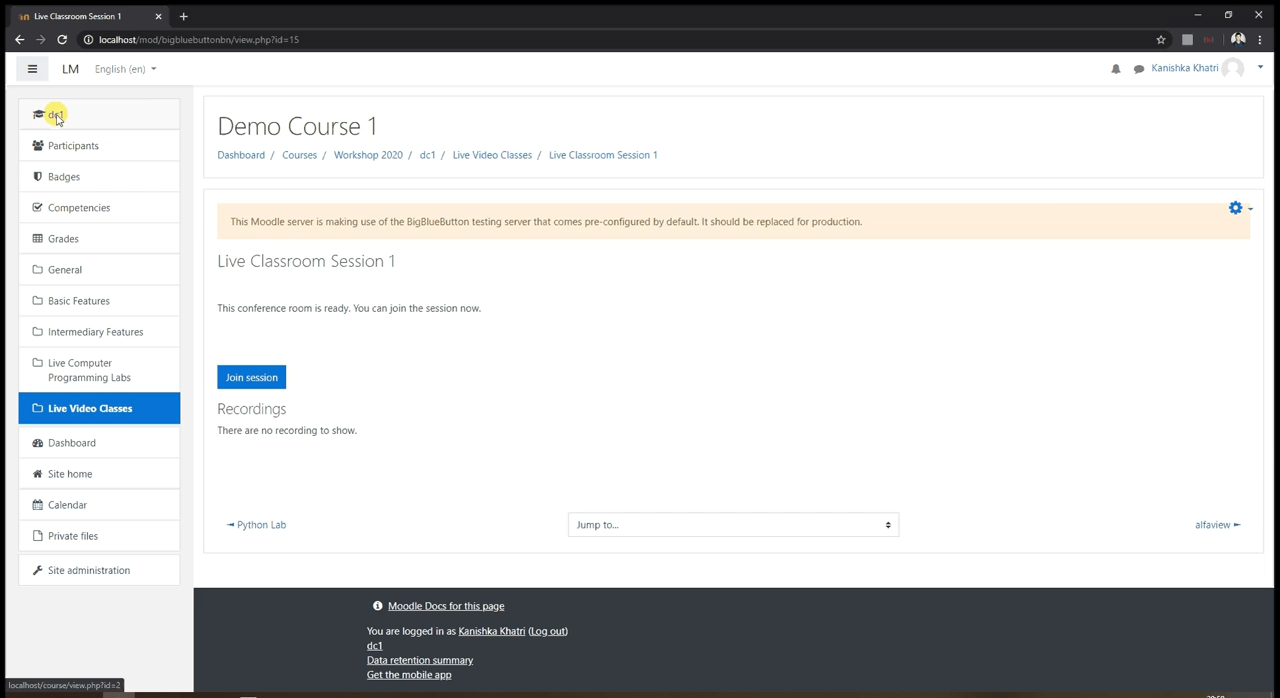 Live Classroom Session 1
localhost/mod/bigbluebuttonbn/view.php?id=15
LM
English (en)
Kanishka Khatri
dc1
Participants
Badges
Competencies
Grades
General
Basic Features
Intermediary Features
Live Computer
Programming Labs
Live Video Classes
Dashboard
Site home
Calendar
Private files
Site administration
Demo Course 1
Dashboard / Courses / Workshop 2020 / dc1 / Live Video Classes / Live Classroom Session 1
This Moodle server is making use of the BigBlueButton testing server that comes pre-configured by default. It should be replaced for production.
Live Classroom Session 1
This conference room is ready. You can join the session now.
Join session
Recordings
There are no recording to show.
◄ Python Lab
Jump to...
alfaview ►
Moodle Docs for this page
You are logged in as Kanishka Khatri (Log out)
dc1
Data retention summary
Get the mobile app
localhost/course/view.php?id=2